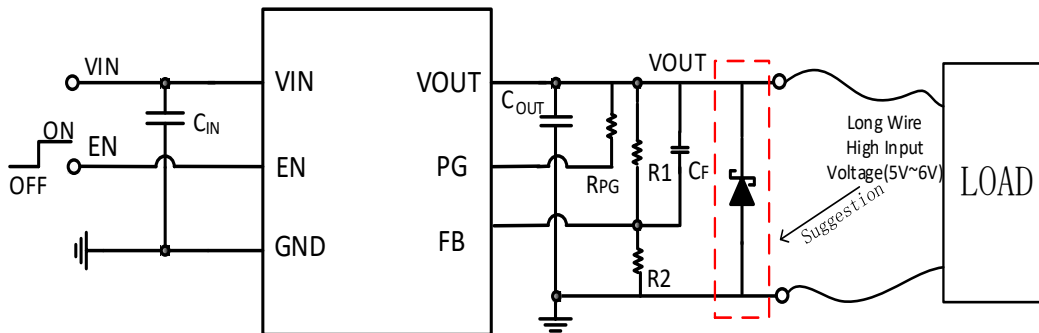 VIN
VIN
VOUT
VOUT
C_OUT
C_IN
ON
OFF
EN
EN
PG
R_PG
R1
C_F
Long Wire
High Input
Voltage(5V~6V)
Suggestion
LOAD
GND
FB
R2